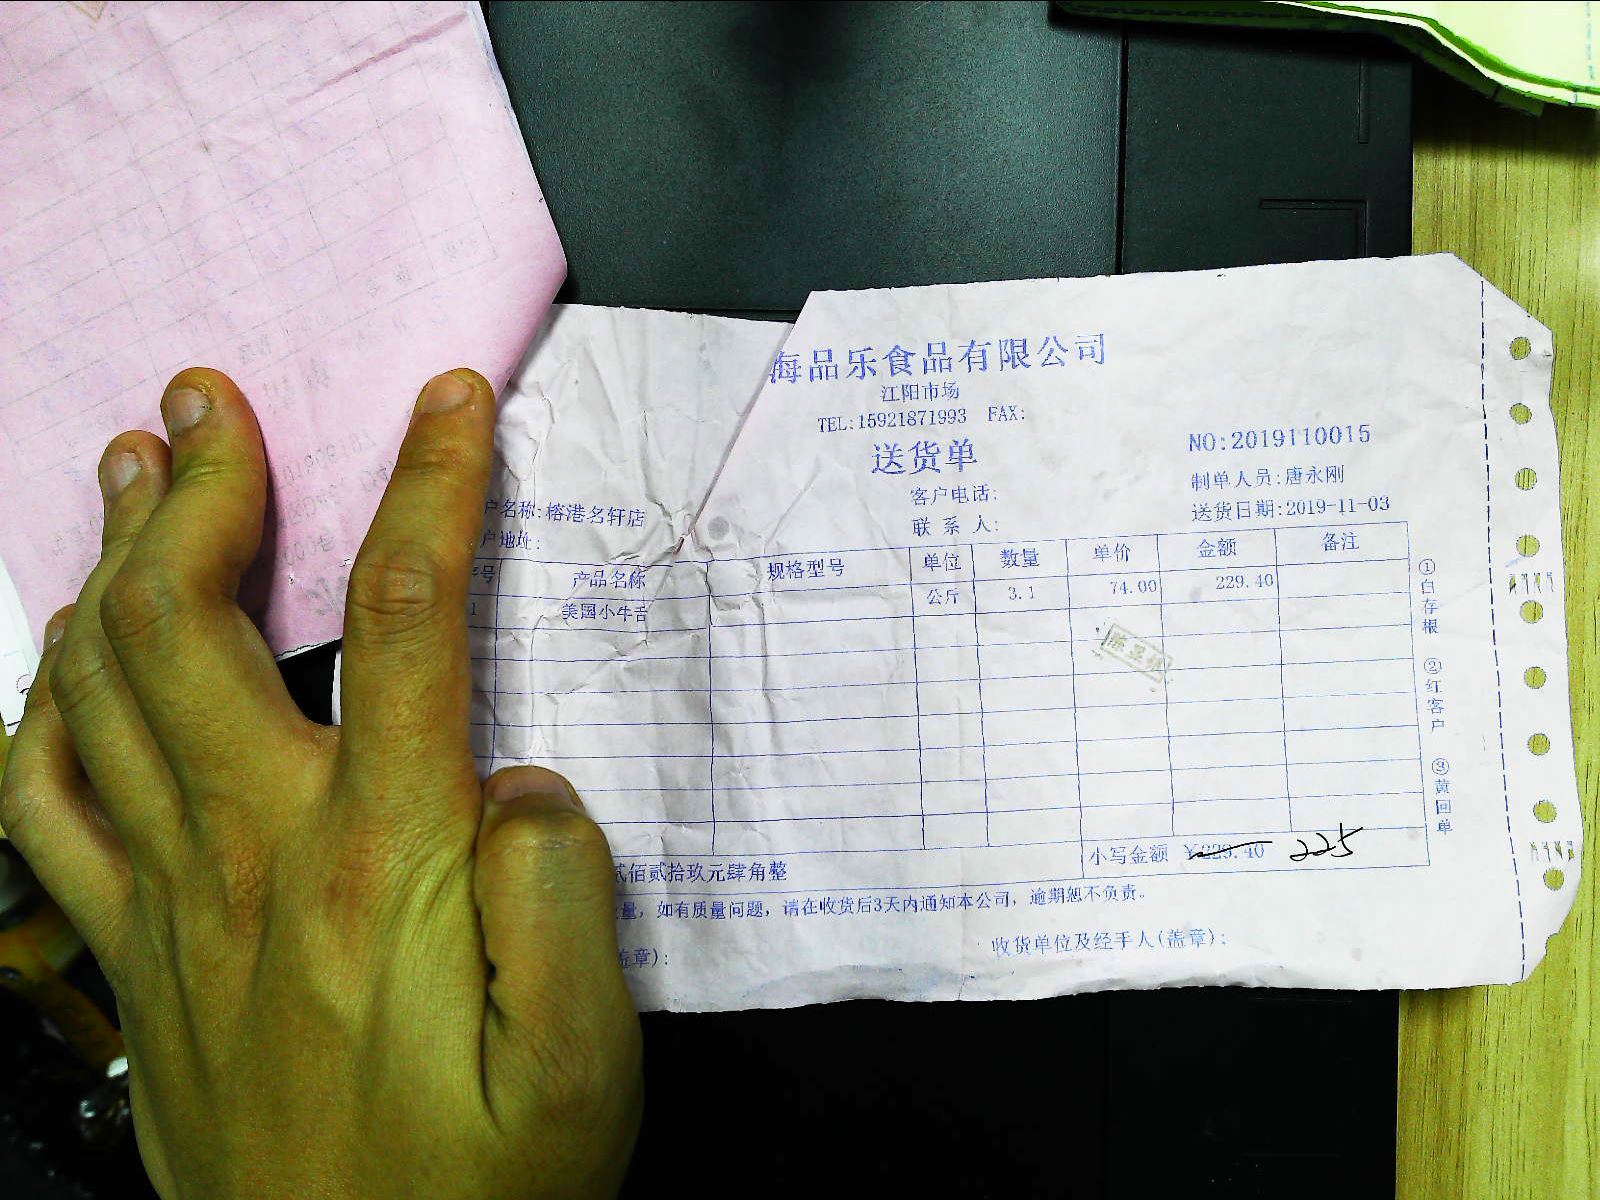 海品乐食品有限公司
江阳市场
TEL:15921871993 FAX:
送货单
NO:2019110015
客户电话:
制单人员:唐永刚
户名称:榕港名轩店
联 系 人:
送货日期:2019-11-03
户地址:
序号 产品名称 规格型号 单位 数量 单价 金额 备注
1 美国小牛舌 公斤 3.1 74.00 229.40
①白存根 ②红客户 ③黄回单
贰佰贰拾玖元肆角整 小写金额 ¥229.40 225
量，如有质量问题，请在收货后3天内通知本公司，逾期恕不负责。
盖章): 收货单位及经手人(盖章):